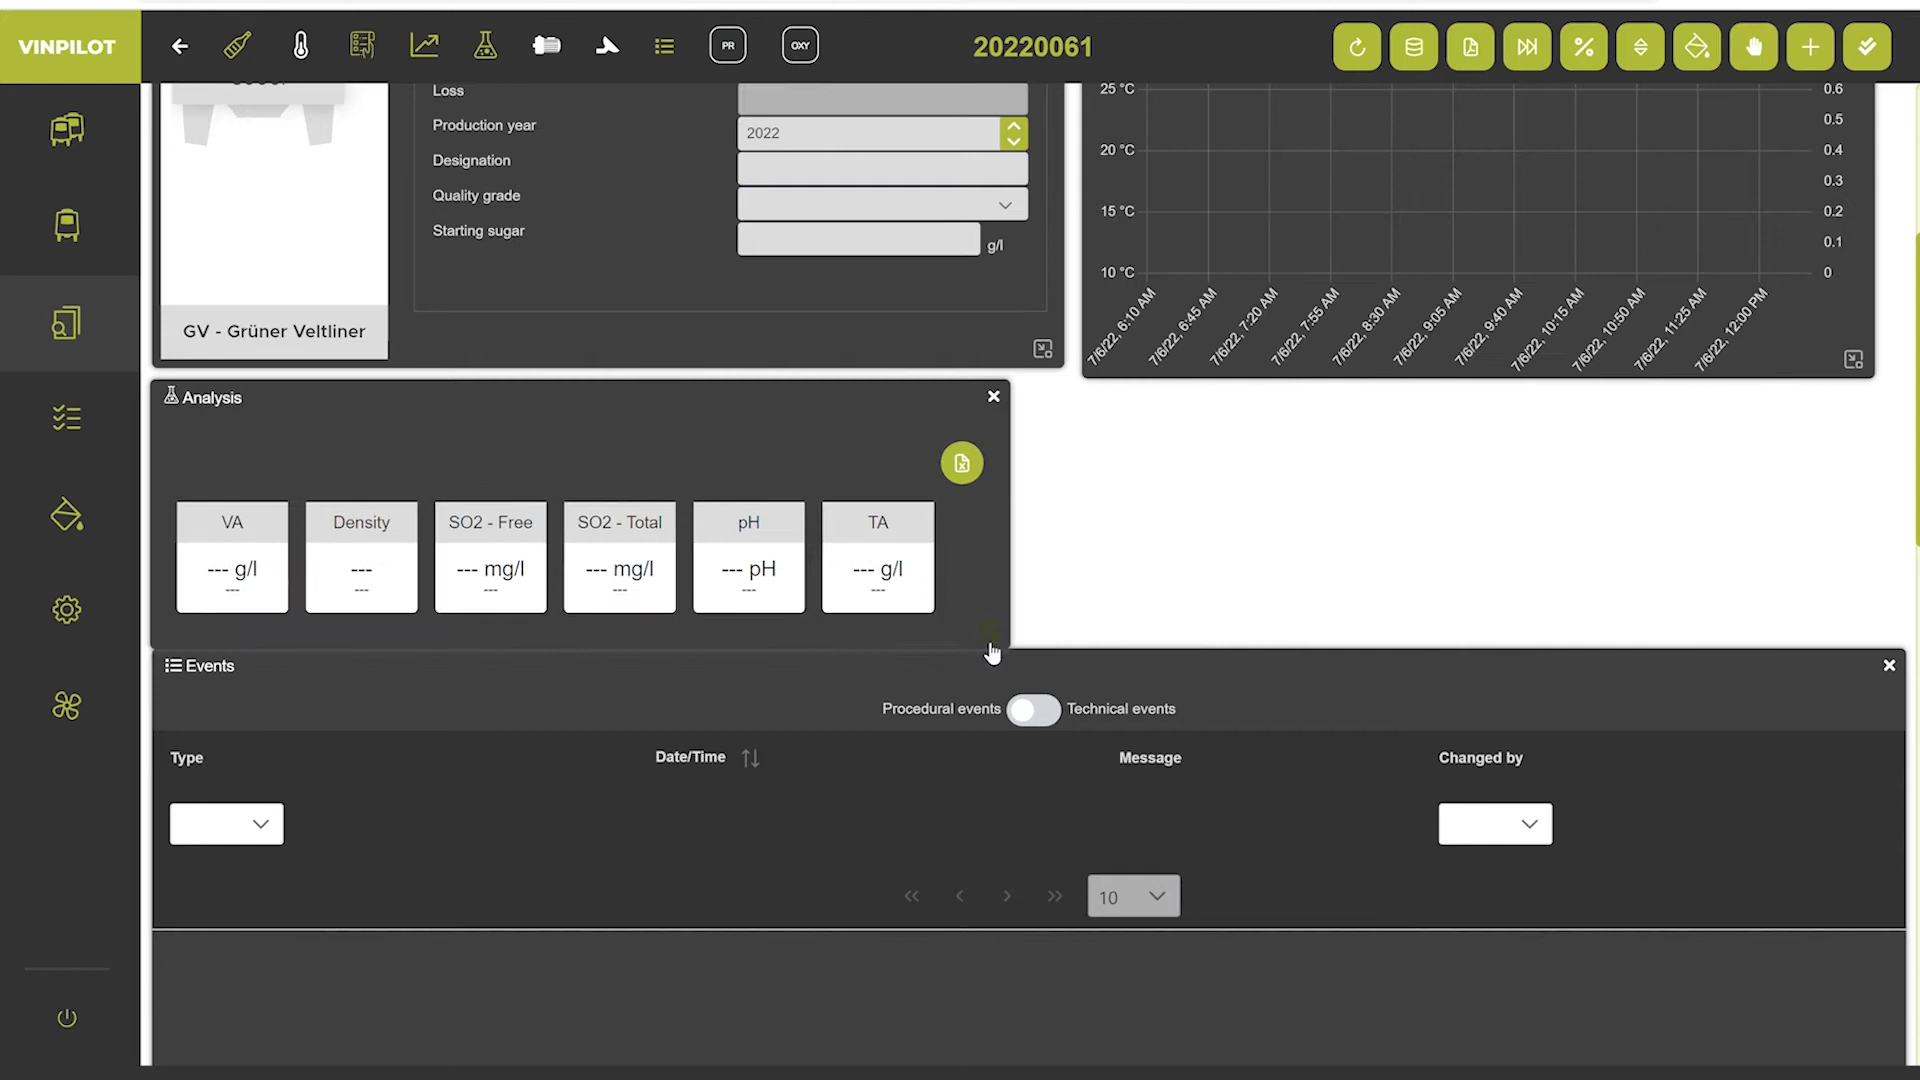 VINPILOT
PR
OXY
20220061
Loss
Production year
2022
Designation
Quality grade
Starting sugar
g/l
GV - Grüner Veltliner
25 °C
20 °C
15 °C
10 °C
0.6
0.5
0.4
0.3
0.2
0.1
0
7/6/22, 6:10 AM
7/6/22, 6:45 AM
7/6/22, 7:20 AM
7/6/22, 7:55 AM
7/6/22, 8:30 AM
7/6/22, 9:05 AM
7/6/22, 9:40 AM
7/6/22, 10:15 AM
7/6/22, 10:50 AM
7/6/22, 11:25 AM
7/6/22, 12:00 PM
Analysis
VA
--- g/l
---
Density
---
---
SO2 - Free
--- mg/l
---
SO2 - Total
--- mg/l
---
pH
--- pH
---
TA
--- g/l
---
Events
Procedural events
Technical events
Type
Date/Time
Message
Changed by
10